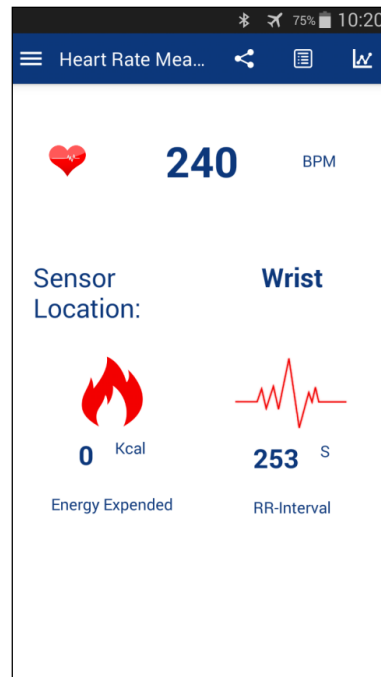 75% 10:20
Heart Rate Mea...
240 BPM
Sensor Wrist
Location:
0 Kcal 253 S
Energy Expended RR-Interval